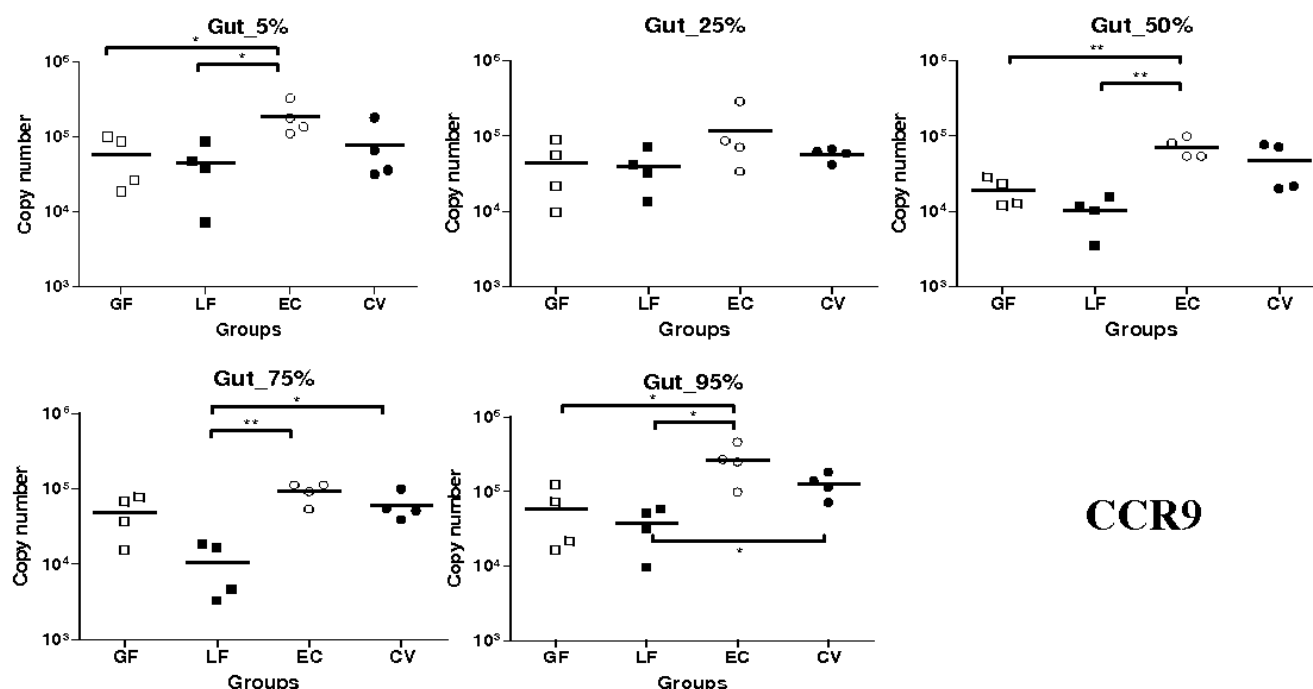 Gut_5%
*
*
10⁶
10⁵
10⁴
10³
Copy number
GF LF EC CV
Groups
Gut_25%
10⁶
10⁵
10⁴
10³
Copy number
GF LF EC CV
Groups
Gut_50%
**
**
10⁶
10⁵
10⁴
10³
Copy number
GF LF EC CV
Groups
Gut_75%
*
**
10⁶
10⁵
10⁴
10³
Copy number
GF LF EC CV
Groups
Gut_95%
*
*
*
10⁶
10⁵
10⁴
10³
Copy number
GF LF EC CV
Groups
CCR9